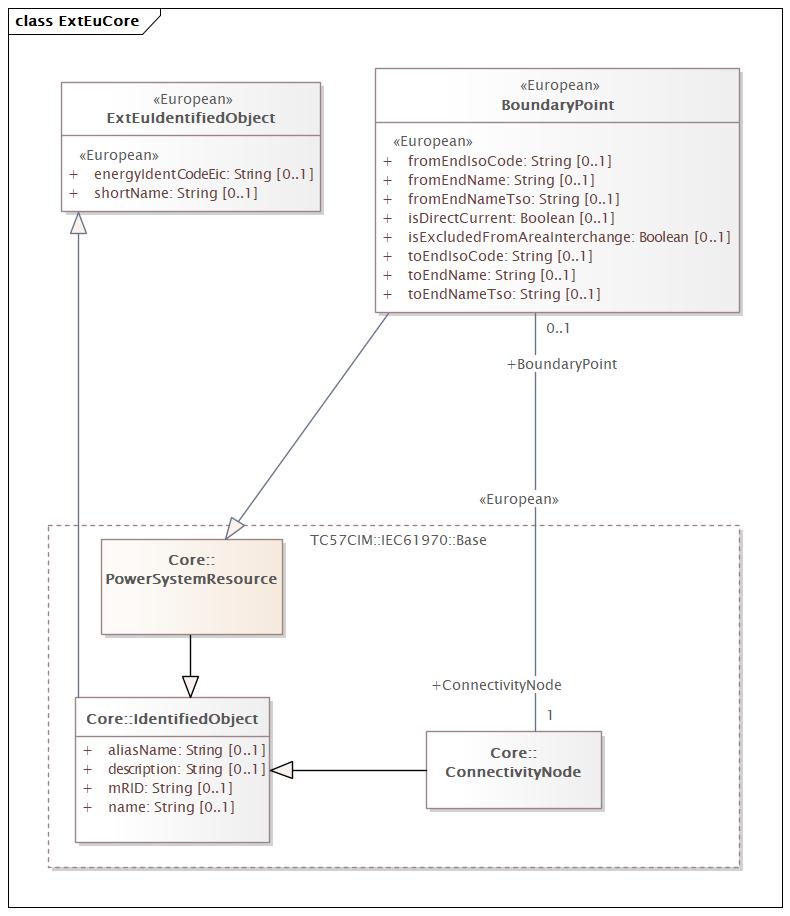 class ExtEuCore
«European»
ExtEuIdentifiedObject
«European»
+ energyIdentCodeEic: String [0..1]
+ shortName: String [0..1]
«European»
BoundaryPoint
«European»
+ fromEndIsoCode: String [0..1]
+ fromEndName: String [0..1]
+ fromEndNameTso: String [0..1]
+ isDirectCurrent: Boolean [0..1]
+ isExcludedFromAreaInterchange: Boolean [0..1]
+ toEndIsoCode: String [0..1]
+ toEndName: String [0..1]
+ toEndNameTso: String [0..1]
0..1
+BoundaryPoint
«European»
TC57CIM::IEC61970::Base
Core::
PowerSystemResource
+ConnectivityNode
1
Core::IdentifiedObject
+ aliasName: String [0..1]
+ description: String [0..1]
+ mRID: String [0..1]
+ name: String [0..1]
Core::
ConnectivityNode